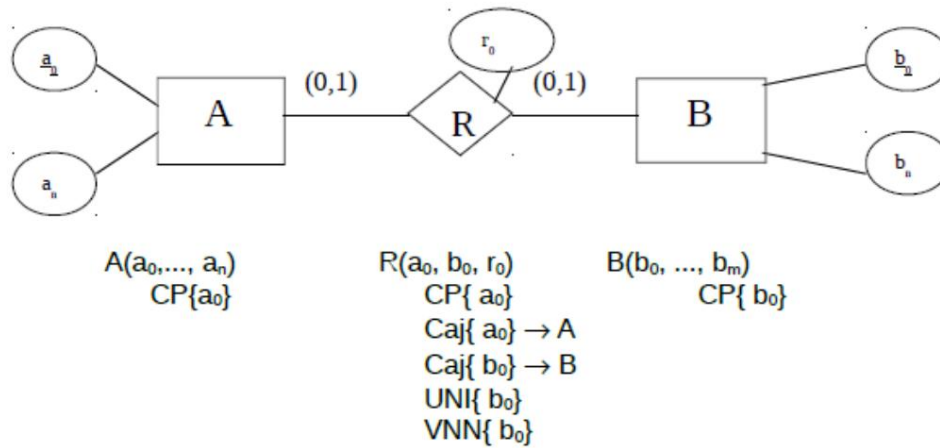 r₀
a₀ (0,1) (0,1) b₀
A R B
aₙ bₙ
A(a₀,..., aₙ) R(a₀, b₀, r₀) B(b₀, ..., bₘ)
CP{a₀} CP{ a₀} CP{ b₀}
Caj{ a₀} → A
Caj{ b₀} → B
UNI{ b₀}
VNN{ b₀}